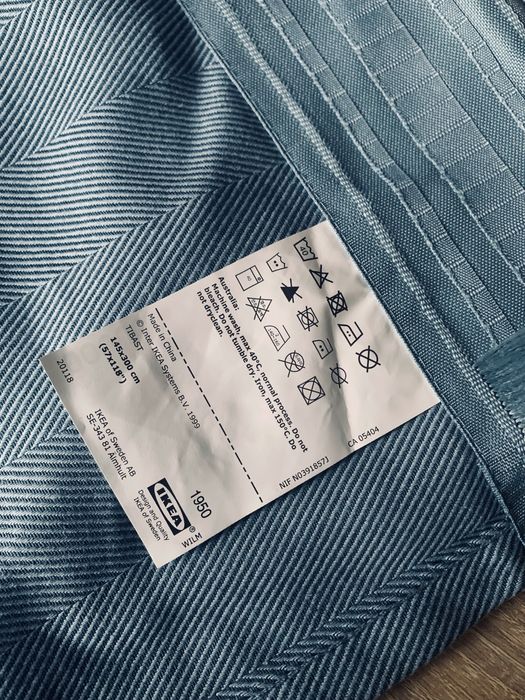 40
Australia:
Machine wash, max 40°C, normal process. Do not
bleach. Do not tumble dry. Iron, max 150°C. Do
not dryclean.
NIF N0391857J
CA 05404
Made in China
© Inter IKEA Systems B.V. 1999
TIBAST
145x300 cm
(57x118")
1950
20118
IKEA of Sweden AB
SE-343 81 Älmhult
IKEA®
Design and Quality
IKEA of Sweden
WILM